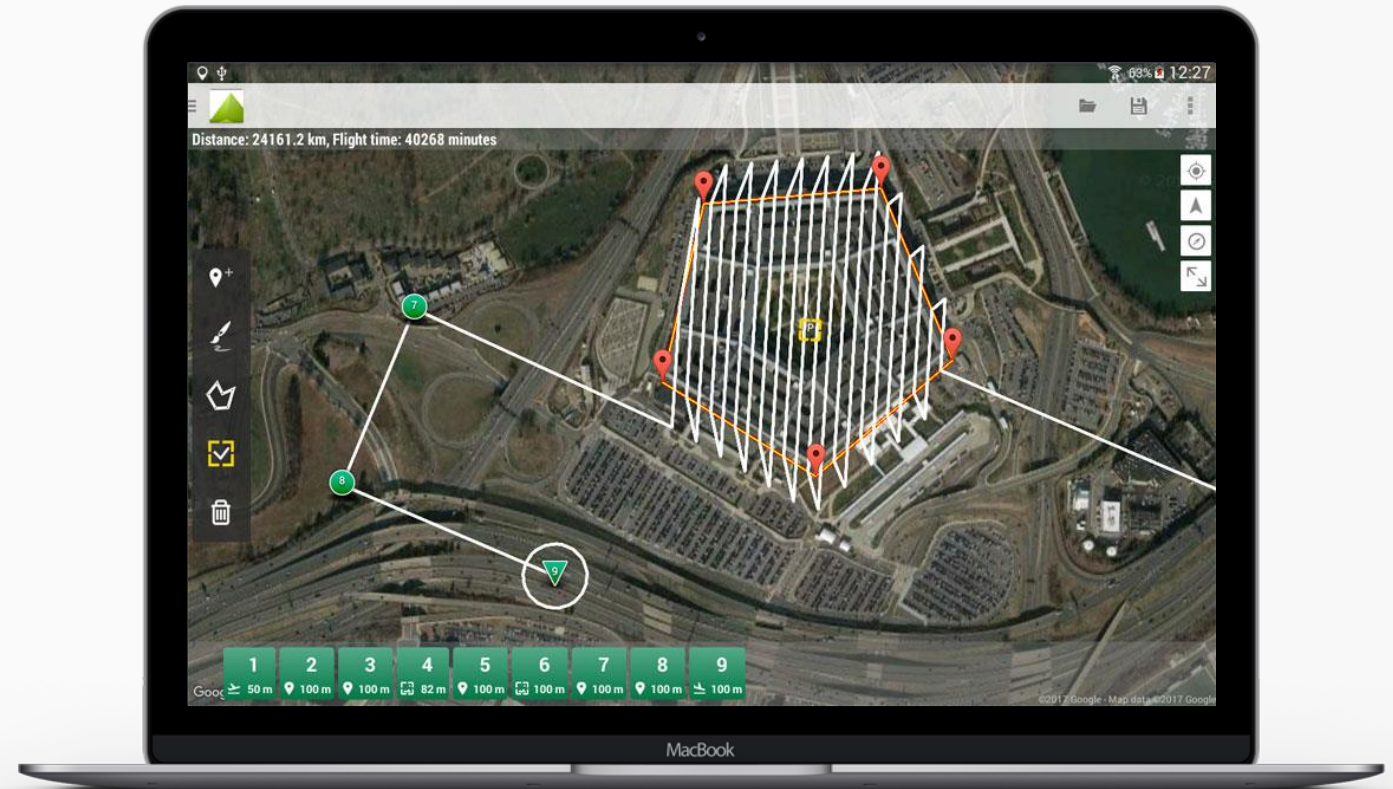 63% 12:27
Distance: 24161.2 km, Flight time: 40268 minutes
P
7
8
9
1 2 3 4 5 6 7 8 9
50 m 100 m 100 m 82 m 100 m 100 m 100 m 100 m 100 m
Goog
©2017 Google - Map data ©2017 Google
MacBook